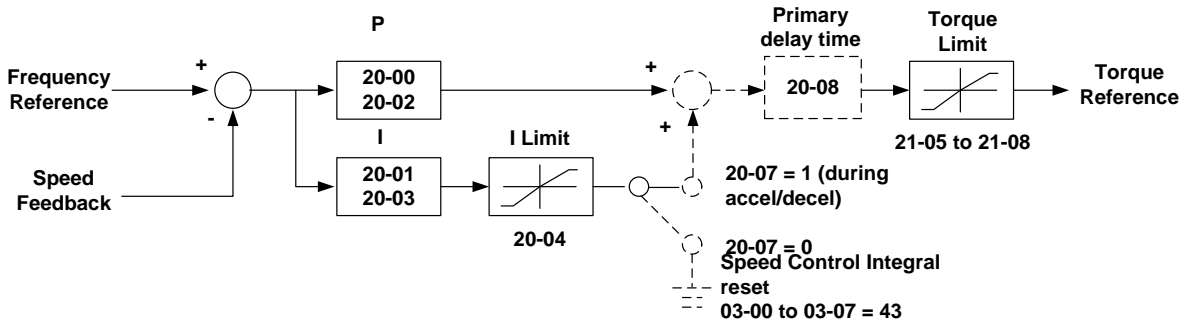 P
Primary
delay time
Torque
Limit
Frequency
Reference
+
-
20-00
20-02
+
+
20-08
Torque
Reference
21-05 to 21-08
I
I Limit
Speed
Feedback
20-01
20-03
20-04
20-07 = 1 (during
accel/decel)
20-07 = 0
Speed Control Integral
reset
03-00 to 03-07 = 43